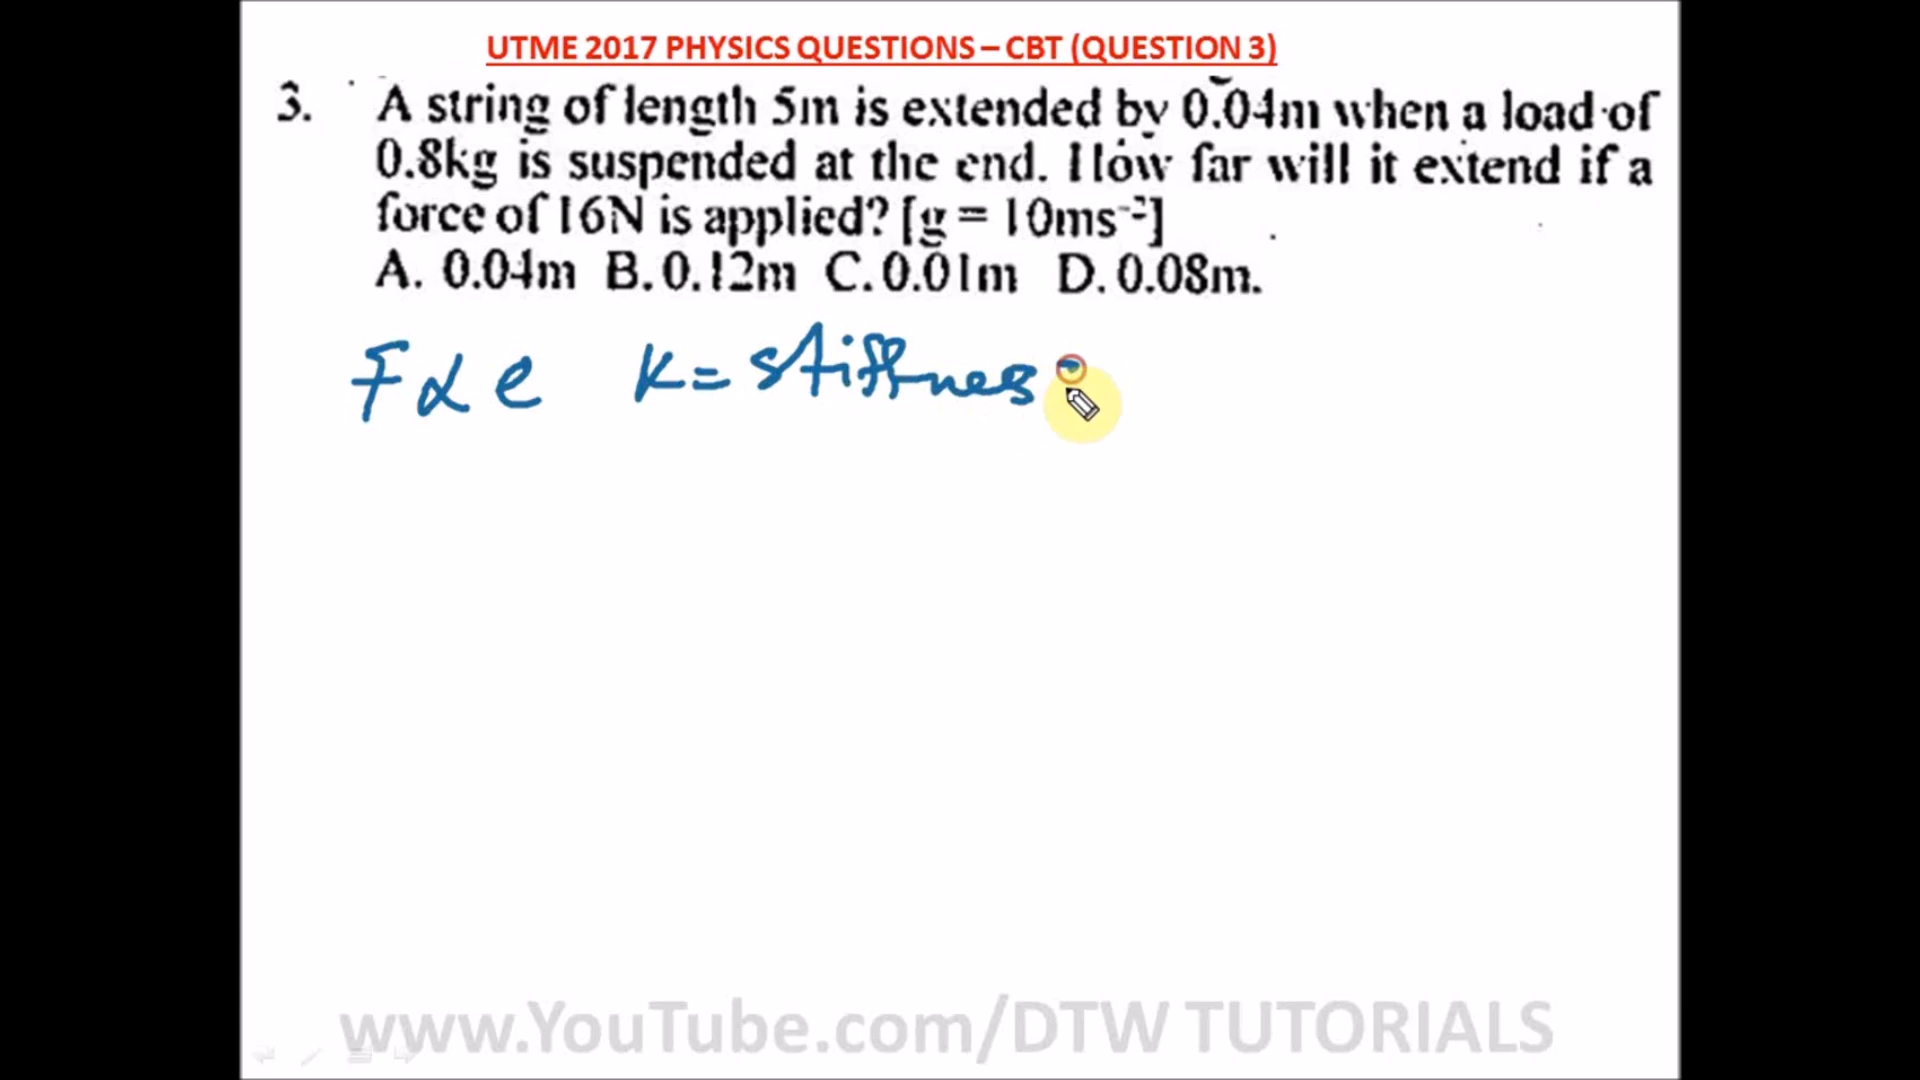 UTME 2017 PHYSICS QUESTIONS – CBT (QUESTION 3)
3. A string of length 5m is extended by 0.04m when a load of
0.8kg is suspended at the end. How far will it extend if a
force of 16N is applied? [g = 10ms⁻²]
A. 0.04m B. 0.12m C. 0.01m D. 0.08m.
F α e K = stiffness
www.YouTube.com/DTW TUTORIALS